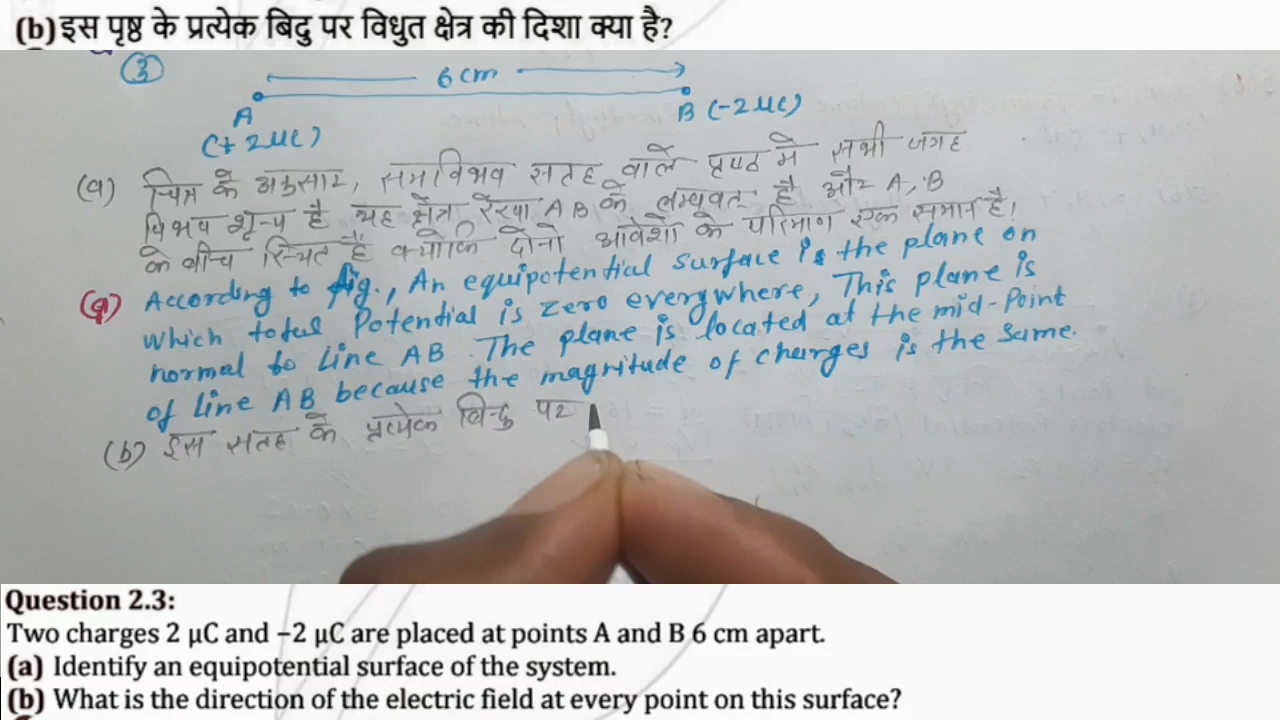 (b) इस पृष्ठ के प्रत्येक बिदु पर विधुत क्षेत्र की दिशा क्या है?
③
6 cm
A
B (-2 μC)
(+ 2 μC)
(a) चित्र के अनुसार, समविभव सतह वाले पृष्ठ मे सभी जगह
विभव शून्य है यह क्षेत्र रेखा AB के लम्बवत है और A, B
के बीच स्थित है क्योकि दोनो आवेशो के परिमाण एक समान है।
(a) According to fig., An equipotential surface is the plane on
which total Potential is zero everywhere, This plane is
normal to line AB. The plane is located at the mid-Point
of line AB because the magnitude of charges is the same.
(b) इस सतह के प्रत्येक बिन्दु पर
Question 2.3:
Two charges 2 μC and −2 μC are placed at points A and B 6 cm apart.
(a) Identify an equipotential surface of the system.
(b) What is the direction of the electric field at every point on this surface?